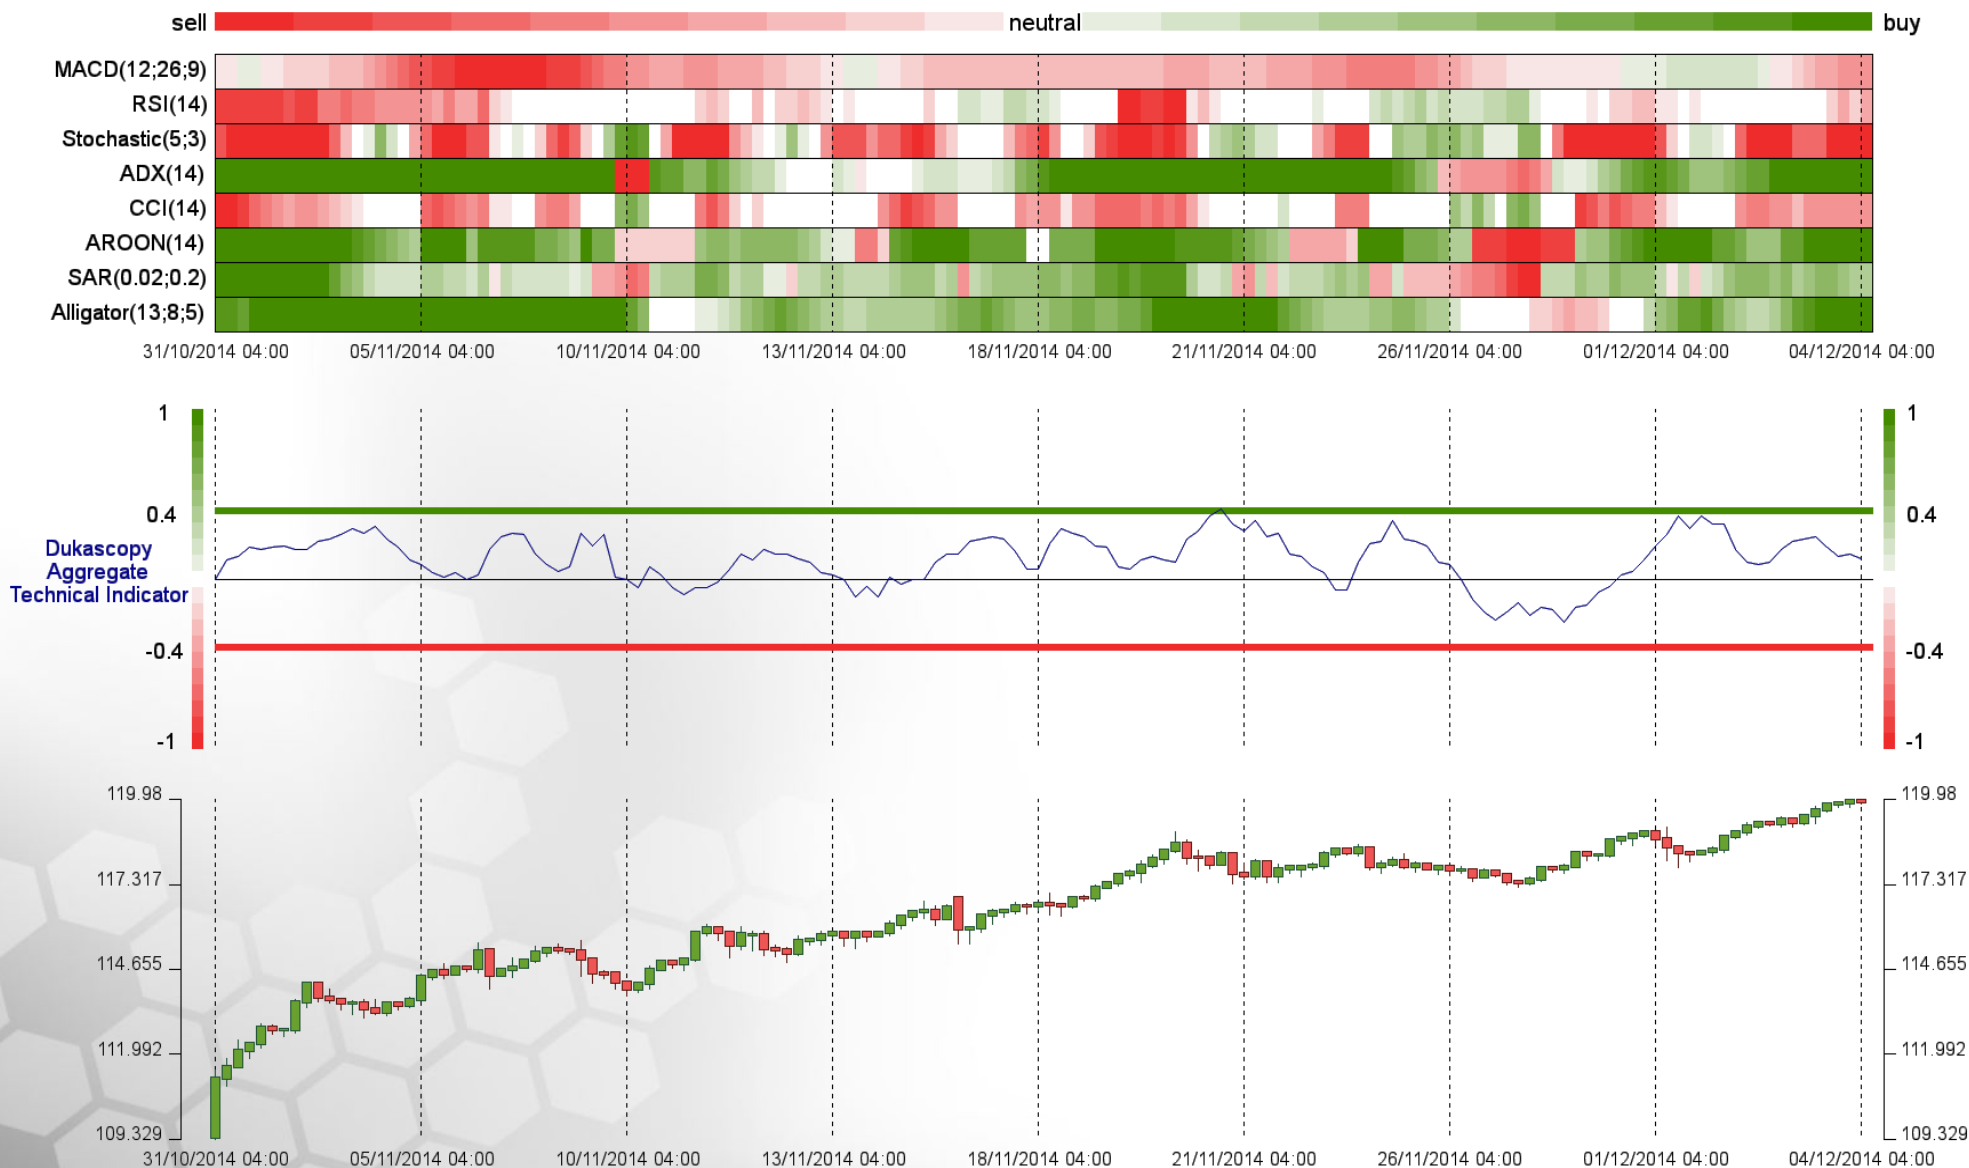 sell neutral buy
MACD(12;26;9)
RSI(14)
Stochastic(5;3)
ADX(14)
CCI(14)
AROON(14)
SAR(0.02;0.2)
Alligator(13;8;5)
31/10/2014 04:00 05/11/2014 04:00 10/11/2014 04:00 13/11/2014 04:00 18/11/2014 04:00 21/11/2014 04:00 26/11/2014 04:00 01/12/2014 04:00 04/12/2014 04:00
1 1
0.4 0.4
Dukascopy
Aggregate
Technical Indicator
-0.4 -0.4
-1 -1
119.98 119.98
117.317 117.317
114.655 114.655
111.992 111.992
109.329 109.329
31/10/2014 04:00 05/11/2014 04:00 10/11/2014 04:00 13/11/2014 04:00 18/11/2014 04:00 21/11/2014 04:00 26/11/2014 04:00 01/12/2014 04:00 04/12/2014 04:00